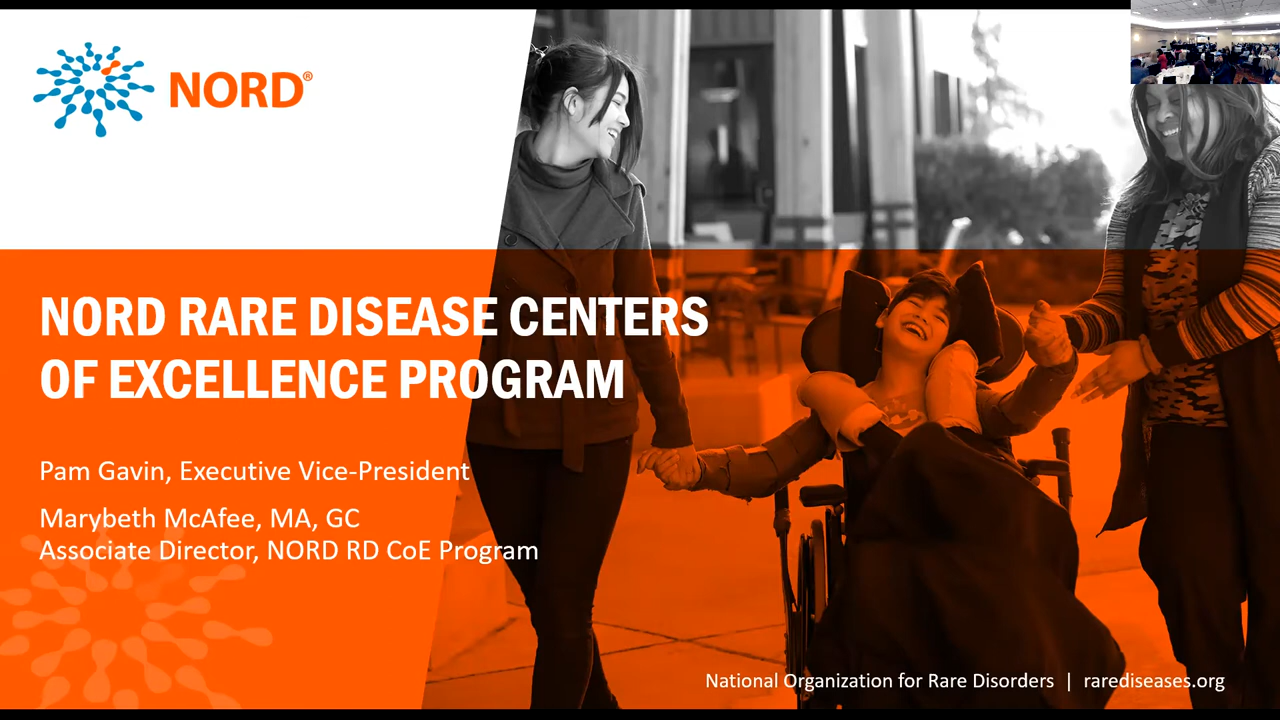 NORD®
NORD RARE DISEASE CENTERS
OF EXCELLENCE PROGRAM
Pam Gavin, Executive Vice-President
Marybeth McAfee, MA, GC
Associate Director, NORD RD CoE Program
National Organization for Rare Disorders | rarediseases.org